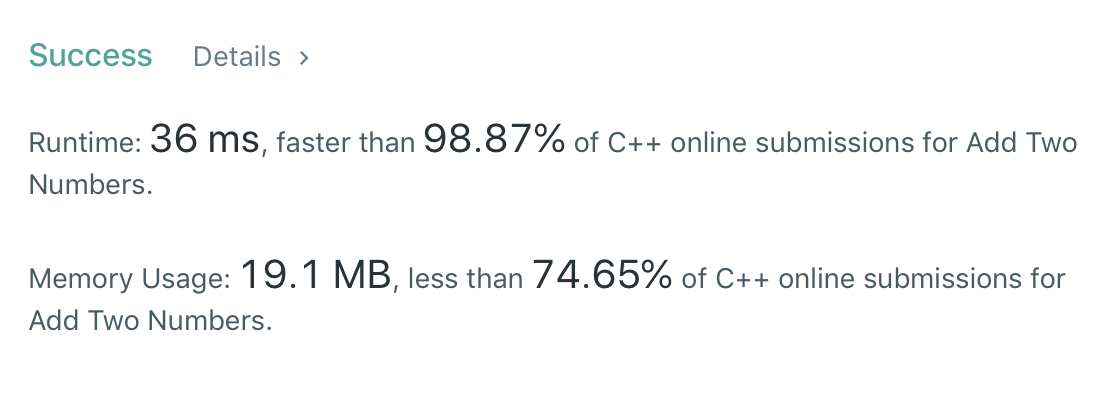 Success Details >
Runtime: 36 ms, faster than 98.87% of C++ online submissions for Add Two
Numbers.
Memory Usage: 19.1 MB, less than 74.65% of C++ online submissions for
Add Two Numbers.